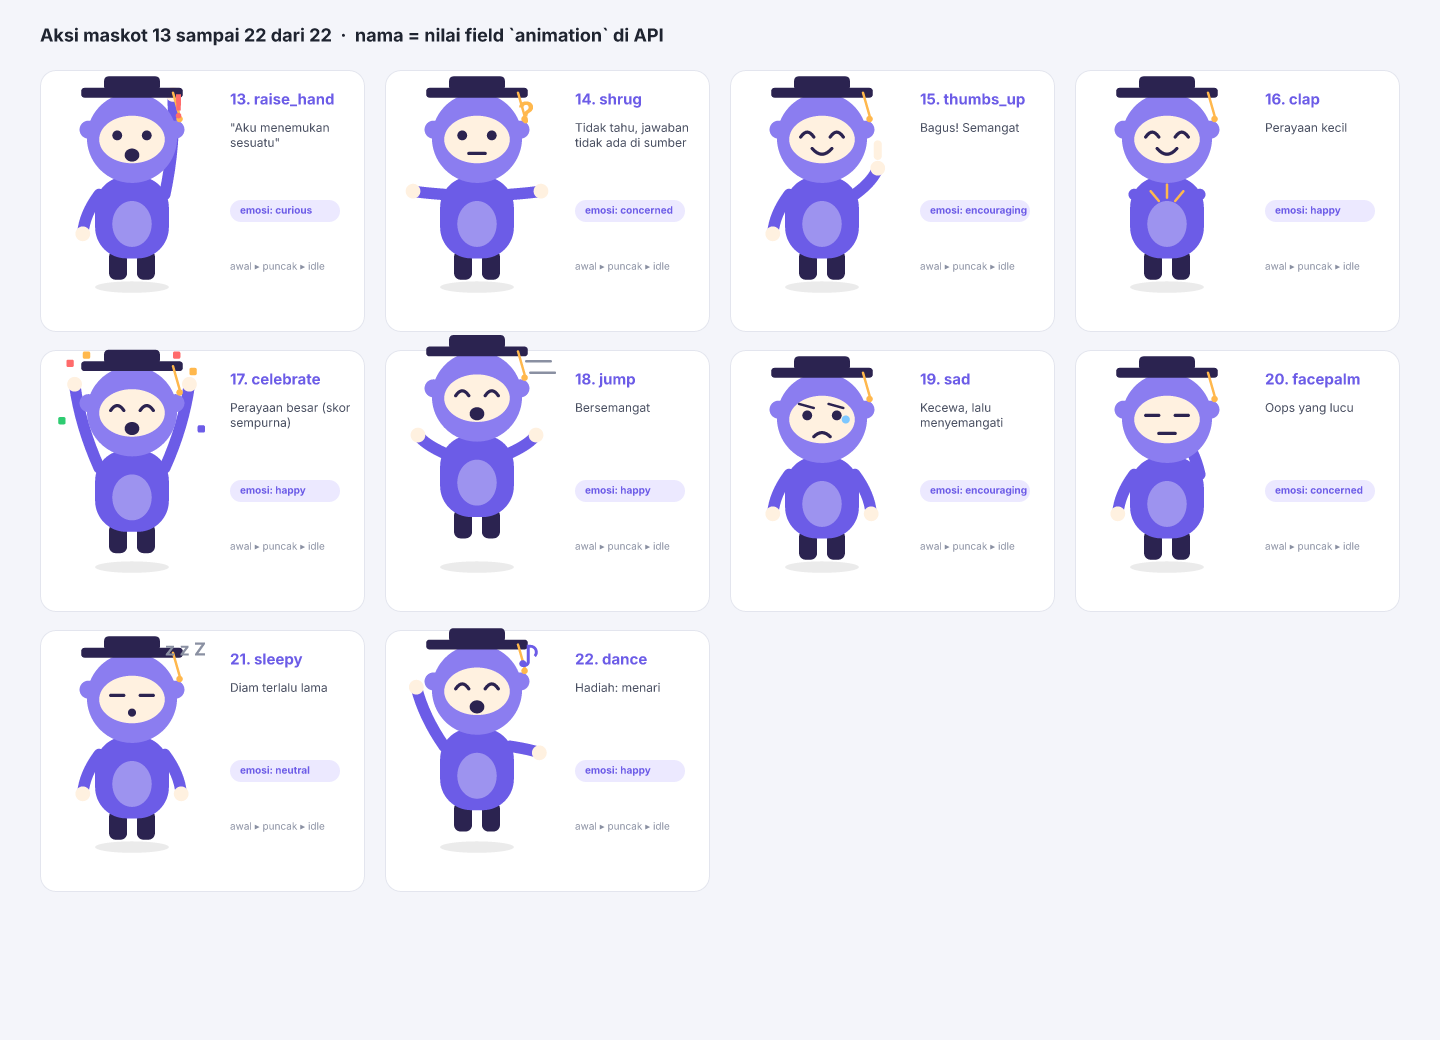 Aksi maskot 13 sampai 22 dari 22 · nama = nilai field `animation` di API
13. raise_hand
"Aku menemukan
sesuatu"
emosi: curious
awal ▸ puncak ▸ idle
14. shrug
Tidak tahu, jawaban
tidak ada di sumber
emosi: concerned
awal ▸ puncak ▸ idle
15. thumbs_up
Bagus! Semangat
emosi: encouraging
awal ▸ puncak ▸ idle
16. clap
Perayaan kecil
emosi: happy
awal ▸ puncak ▸ idle
17. celebrate
Perayaan besar (skor
sempurna)
emosi: happy
awal ▸ puncak ▸ idle
18. jump
Bersemangat
emosi: happy
awal ▸ puncak ▸ idle
19. sad
Kecewa, lalu
menyemangati
emosi: encouraging
awal ▸ puncak ▸ idle
20. facepalm
Oops yang lucu
emosi: concerned
awal ▸ puncak ▸ idle
z z Z
21. sleepy
Diam terlalu lama
emosi: neutral
awal ▸ puncak ▸ idle
22. dance
Hadiah: menari
emosi: happy
awal ▸ puncak ▸ idle